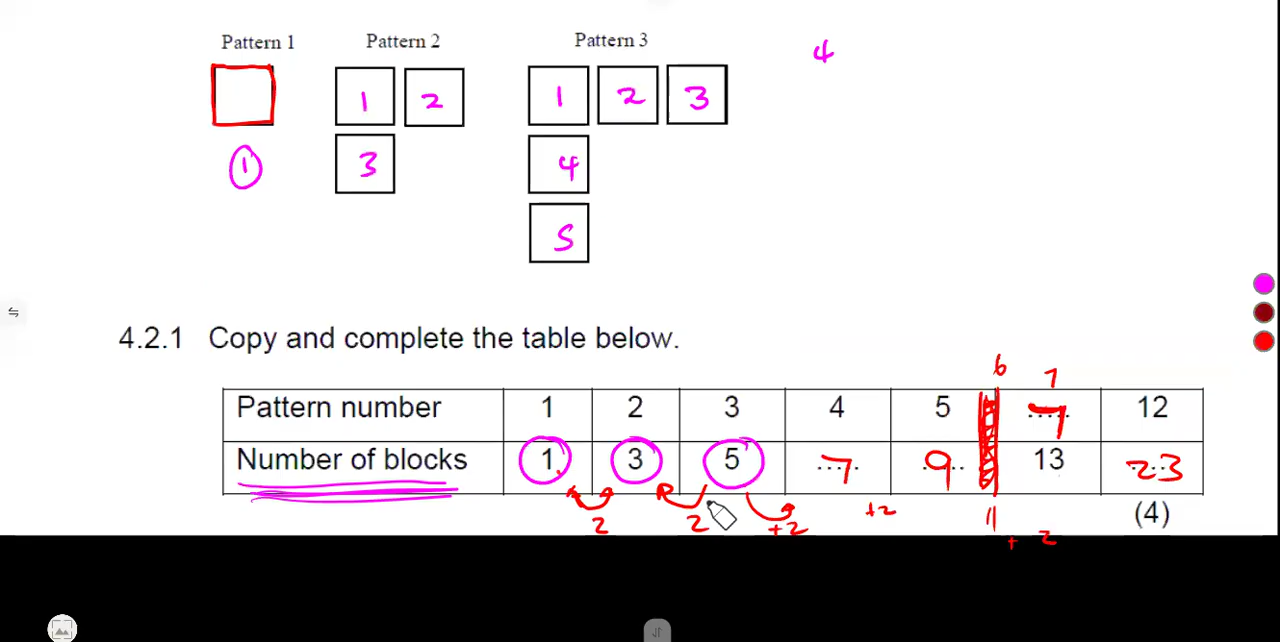 Pattern 1 Pattern 2 Pattern 3 4
1 2 1 2 3
1 3 4
5
4.2.1 Copy and complete the table below.
6 7
Pattern number 1 2 3 4 5 7 12
Number of blocks 1 3 5 7 9 13 23
2 2 +2 +2 11 (4)
+ 2